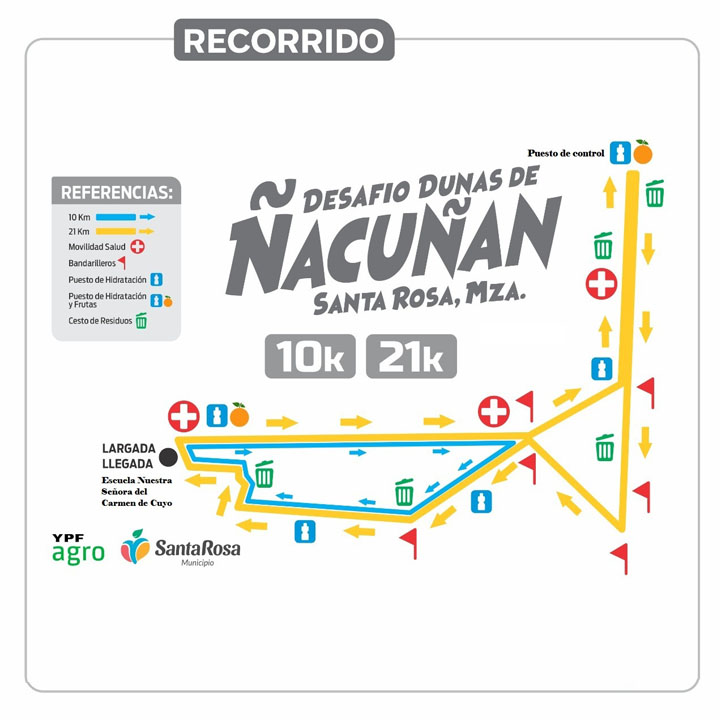 RECORRIDO
Puesto de control
REFERENCIAS:
10 Km
21 Km
Movilidad Salud
Bandarilleros
Puesto de Hidratación
Puesto de Hidratación
y Frutas
Cesto de Residuos
Ñ DESAFIO DUNAS DE
ÑACUÑAN
SANTA ROSA, MZA.
10K 21K
LARGADA
LLEGADA
Escuela Nuestra
Señora del
Carmen de Cuyo
YPF
agro
SantaRosa
Municipio